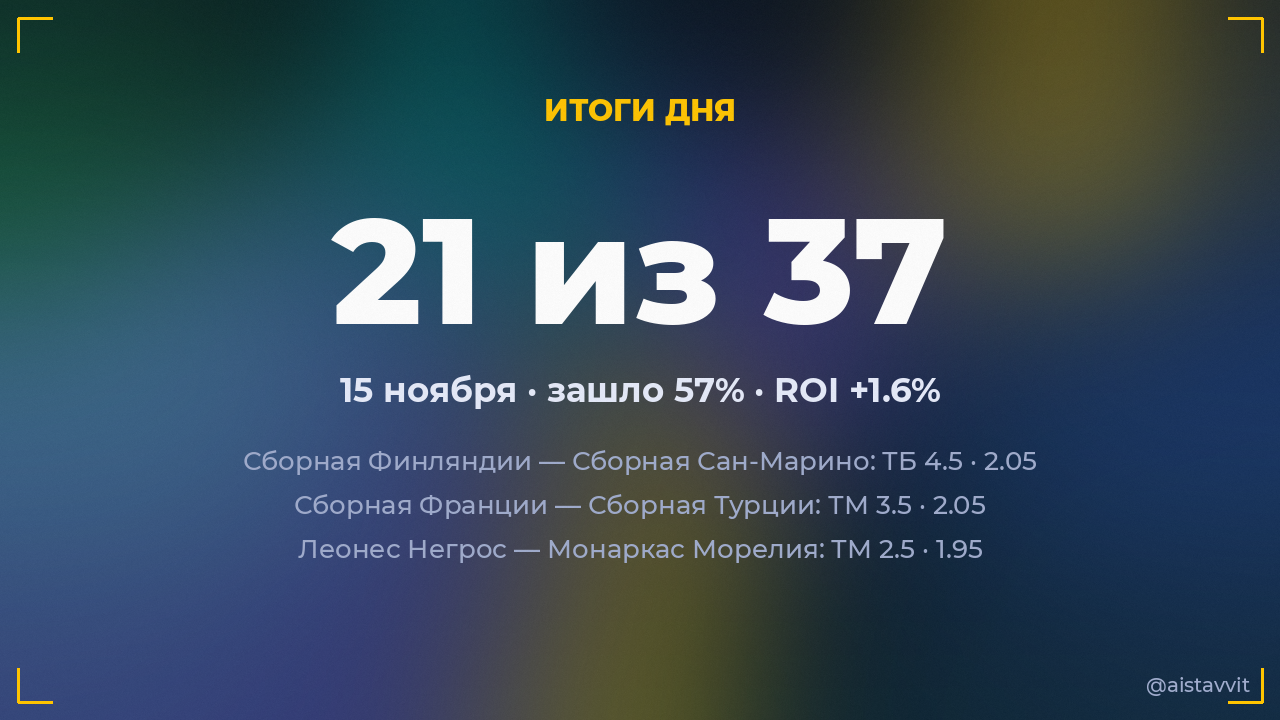 ИТОГИ ДНЯ
21 из 37
15 ноября · зашло 57% · ROI +1.6%
Сборная Финляндии — Сборная Сан-Марино: ТБ 4.5 · 2.05
Сборная Франции — Сборная Турции: ТМ 3.5 · 2.05
Леонес Негрос — Монаркас Морелия: ТМ 2.5 · 1.95
@aistavvit